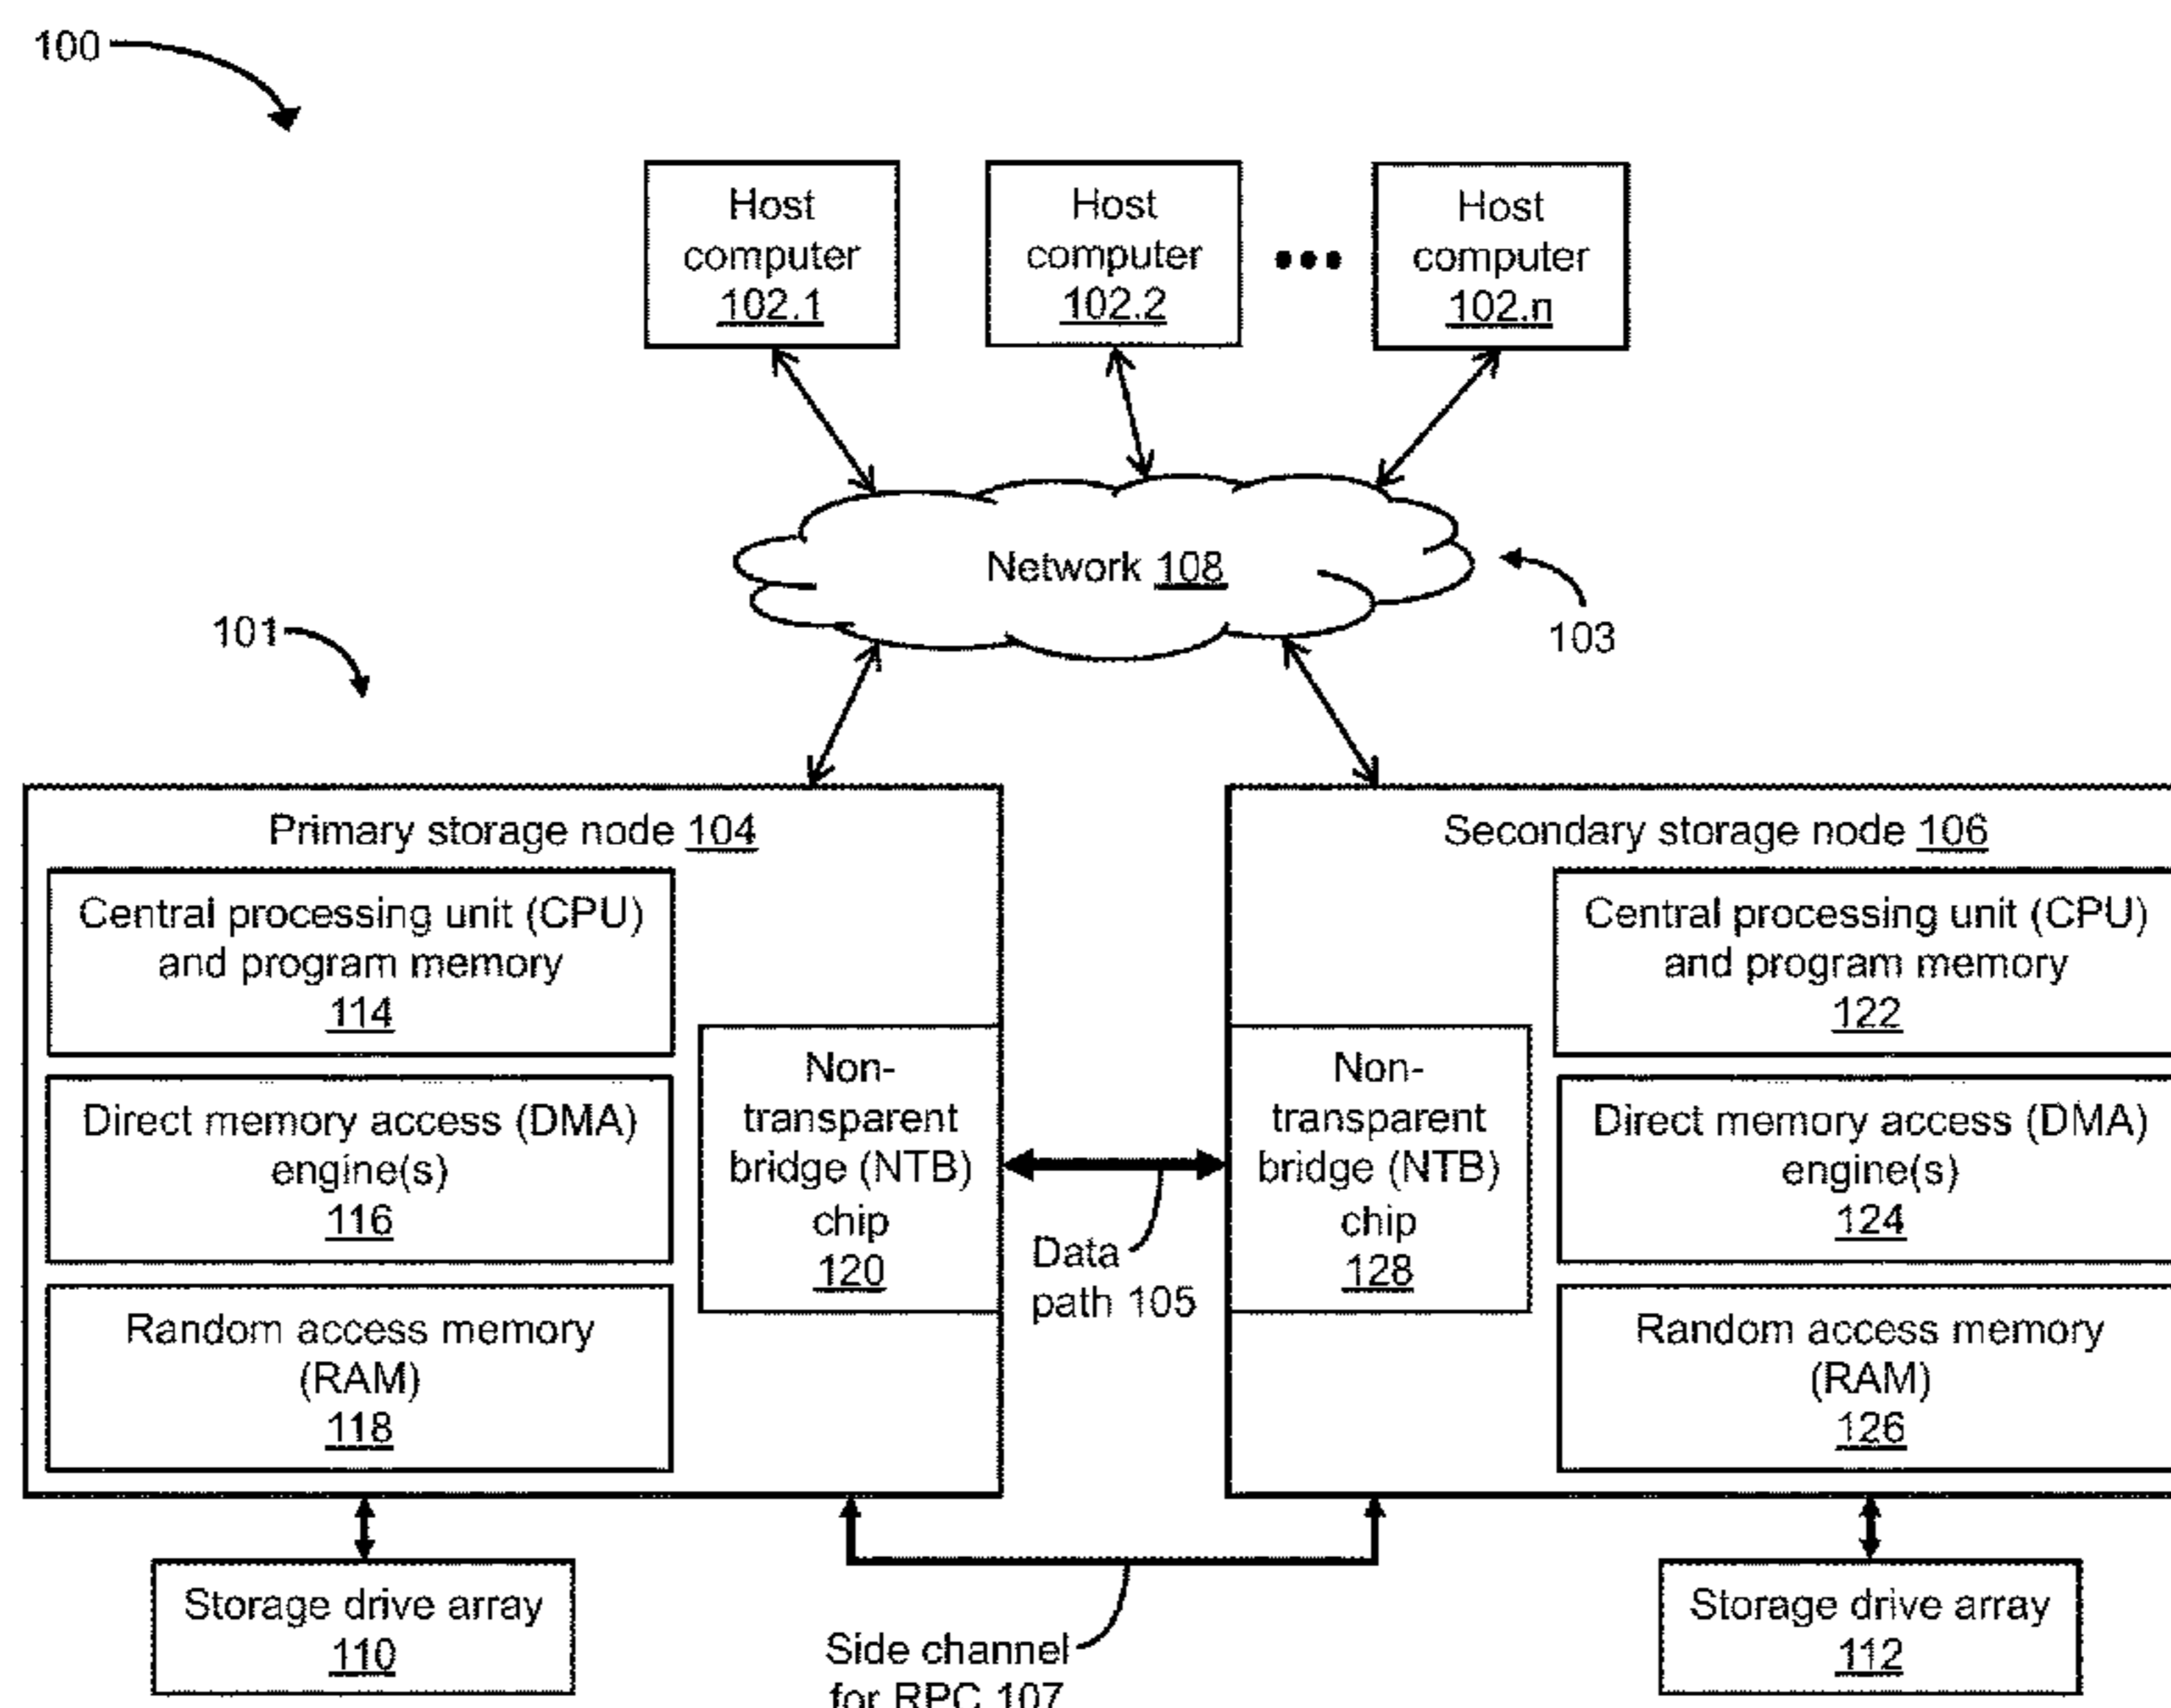 100
Host
computer
102.1
Host
computer
102.2
•••
Host
computer
102.n
Network 108
103
101
Primary storage node 104
Central processing unit (CPU)
and program memory
114
Direct memory access (DMA)
engine(s)
116
Random access memory
(RAM)
118
Non-
transparent
bridge (NTB)
chip
120
Data
path 105
Secondary storage node 106
Non-
transparent
bridge (NTB)
chip
128
Central processing unit (CPU)
and program memory
122
Direct memory access (DMA)
engine(s)
124
Random access memory
(RAM)
126
Storage drive array
110
Side channel
for RPC 107
Storage drive array
112